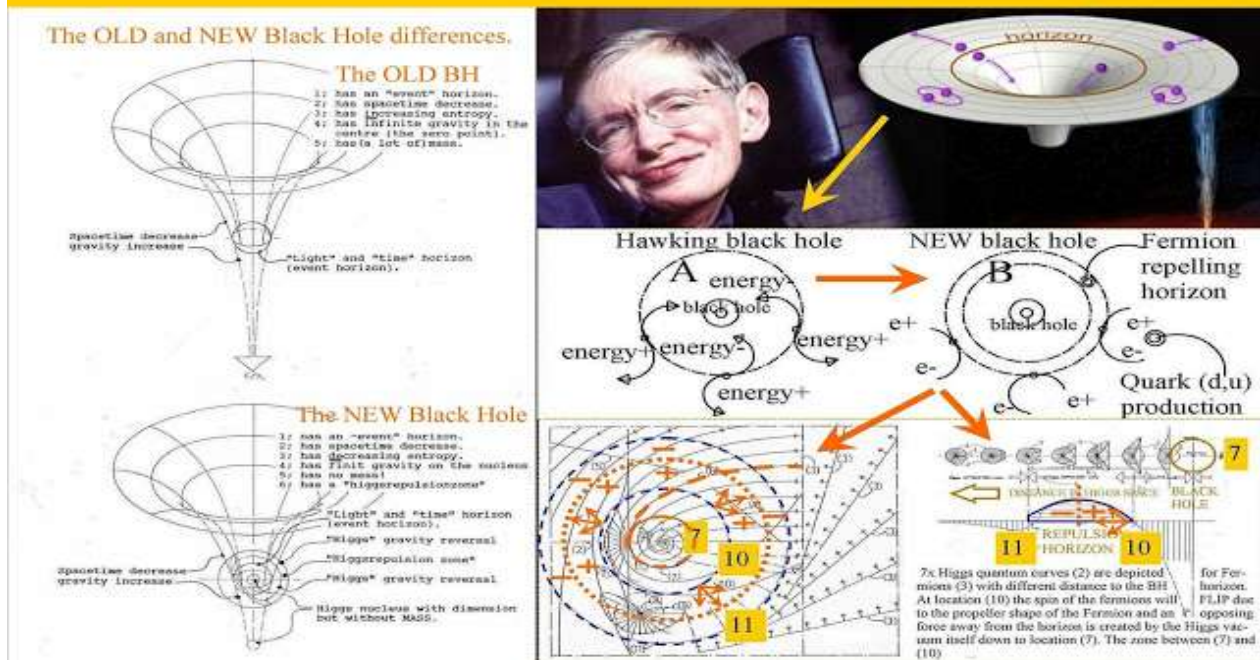 The OLD and NEW Black Hole differences.
The OLD BH
1; has an "event" horizon.
2; has spacetime decrease.
3; has increasing entropy.
4; has infinite gravity in the
centre (the zero point).
5; has(a lot of)mass.
Spacetime decrease
gravity increase
"Light" and "time" horizon
(event horizon).
The NEW Black Hole
1; has an "event" horizon.
2; has spacetime decrease.
3; has decreasing entropy.
4; has finit gravity on the nucleus
5; has no mass!
6; has a "higgsrepulsionzone"
"Light" and "time" horizon
(event horizon).
"Higgs" gravity reversal
"Higgsrepulsion zone"
"Higgs" gravity reversal
Spacetime decrease
gravity increase
Higgs nucleus with dimension
but without MASS.
horizon
Hawking black hole
NEW black hole
Fermion
repelling
horizon
A
B
energy-
black hole
energy+
energy-
energy+
energy+
black hole
e+
e-
e+
e-
e-
e+
Quark (d,u)
production
7
10
11
7
DISTANCE IN HIGGS SPACE
BLACK
HOLE
REPULSION
HORIZON
11
10
7x Higgs quantum curves (2) are depicted for Fer-
mions (3) with different distance to the BH horizon.
At location (10) the spin of the fermions will FLIP due
to the propeller shape of the Fermion and an opposing
force away from the horizon is created by the Higgs vac-
uum itself down to location (7). The zone between (7) and
(10)